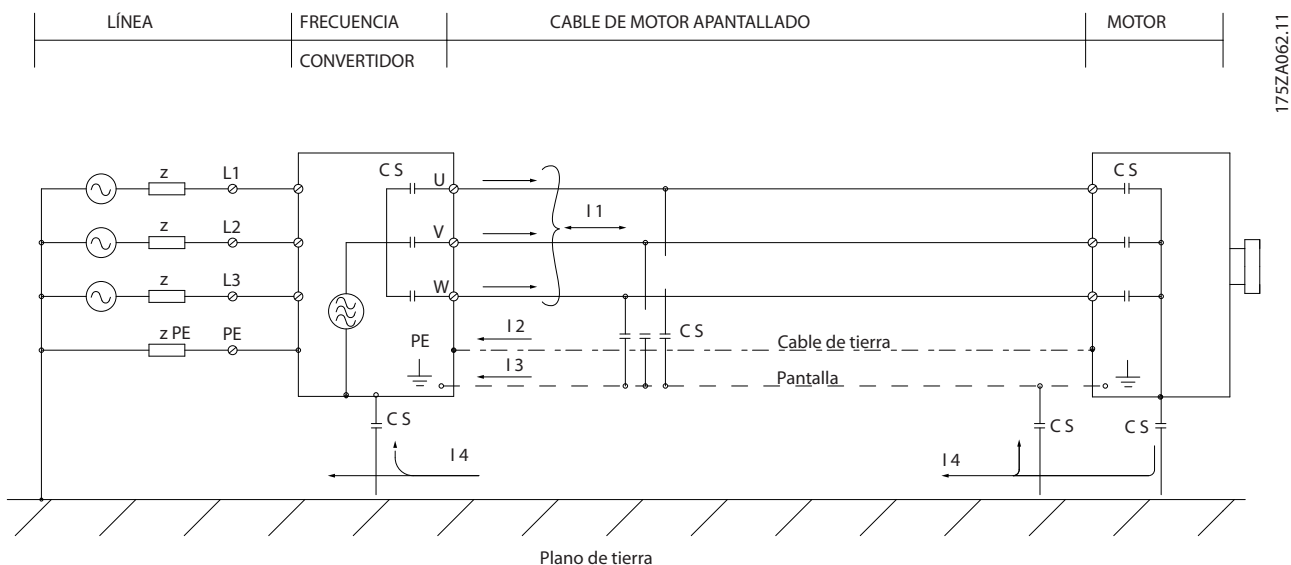 LÍNEA
FRECUENCIA
CONVERTIDOR
CABLE DE MOTOR APANTALLADO
MOTOR
175ZA062.11
z
L1
C S
U
C S
I 1
z
L2
V
z
L3
W
z PE
PE
PE
I 2
C S
Cable de tierra
I 3
Pantalla
C S
C S
C S
I 4
I 4
Plano de tierra